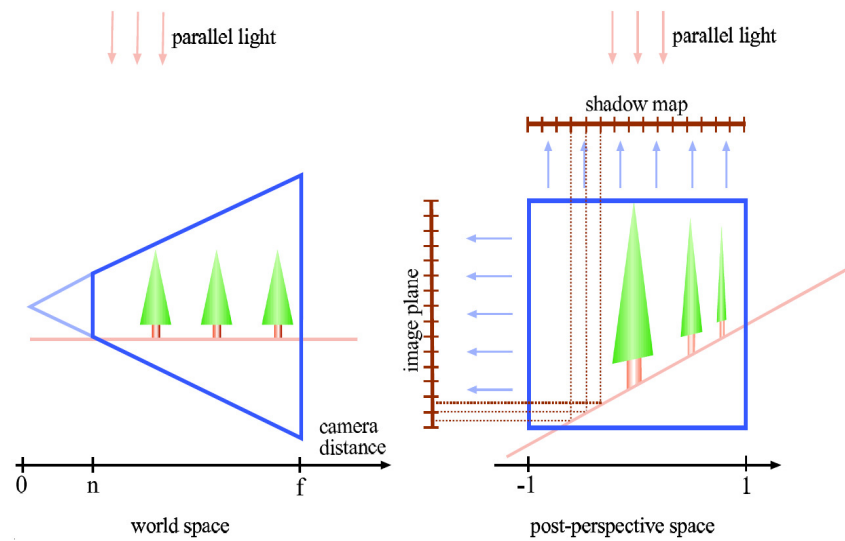 parallel light
camera
distance
0
n
f
world space
parallel light
shadow map
image plane
-1
1
post-perspective space